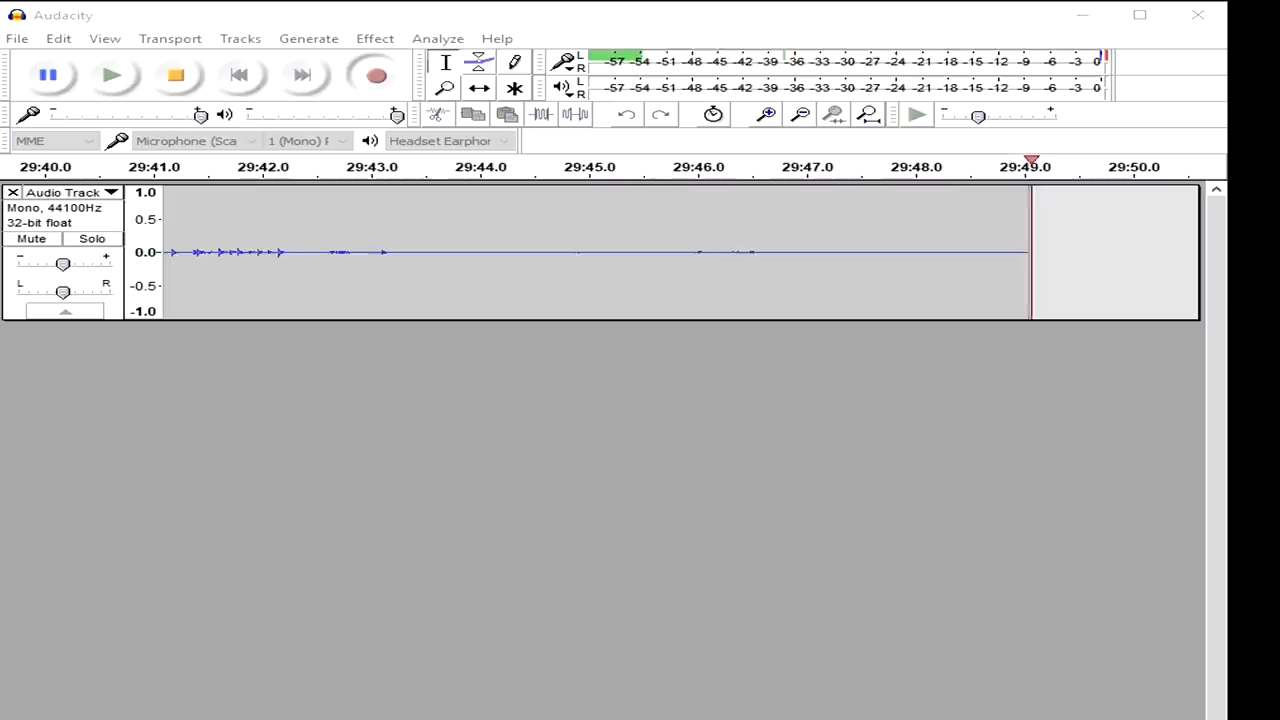 Audacity
File Edit View Transport Tracks Generate Effect Analyze Help
L
R
-57 -54 -51 -48 -45 -42 -39 -36 -33 -30 -27 -24 -21 -18 -15 -12 -9 -6 -3 0
L
R
-57 -54 -51 -48 -45 -42 -39 -36 -33 -30 -27 -24 -21 -18 -15 -12 -9 -6 -3 0
- + - +
- +
MME Microphone (Sca 1 (Mono) F Headset Earphor
29:40.0 29:41.0 29:42.0 29:43.0 29:44.0 29:45.0 29:46.0 29:47.0 29:48.0 29:49.0 29:50.0
Audio Track
Mono, 44100Hz
32-bit float
Mute Solo
- +
L R
1.0
0.5
0.0
-0.5
-1.0